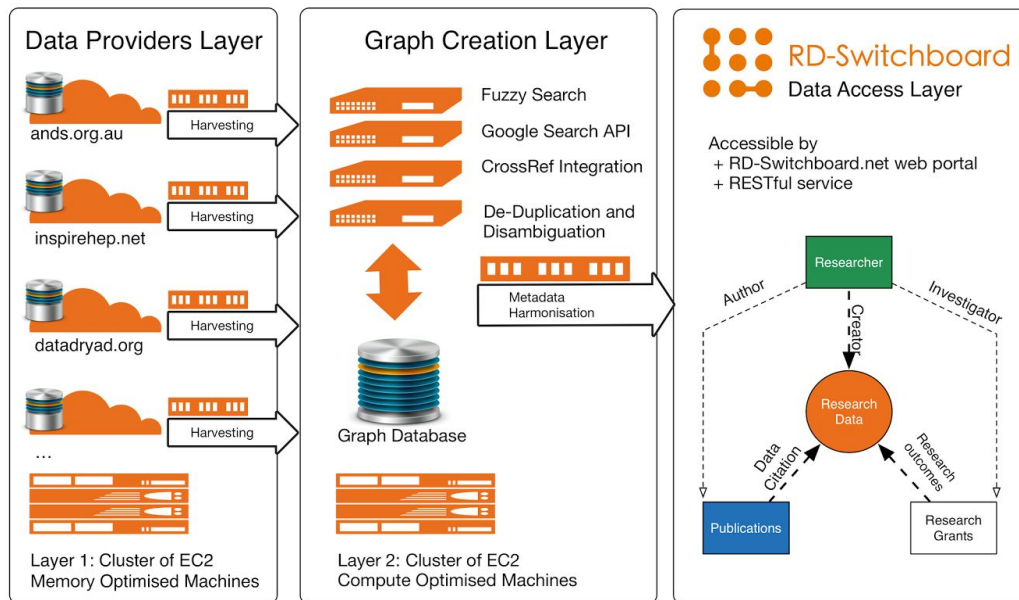 Data Providers Layer
ands.org.au
Harvesting
inspirehep.net
Harvesting
datadryad.org
Harvesting
...
Harvesting
Layer 1: Cluster of EC2
Memory Optimised Machines
Graph Creation Layer
Fuzzy Search
Google Search API
CrossRef Integration
De-Duplication and
Disambiguation
Metadata
Harmonisation
Graph Database
Layer 2: Cluster of EC2
Compute Optimised Machines
RD-Switchboard
Data Access Layer
Accessible by
+ RD-Switchboard.net web portal
+ RESTful service
Researcher
Author
Creator
Investigator
Research
Data
Data
Citation
Research
outcomes
Publications
Research
Grants